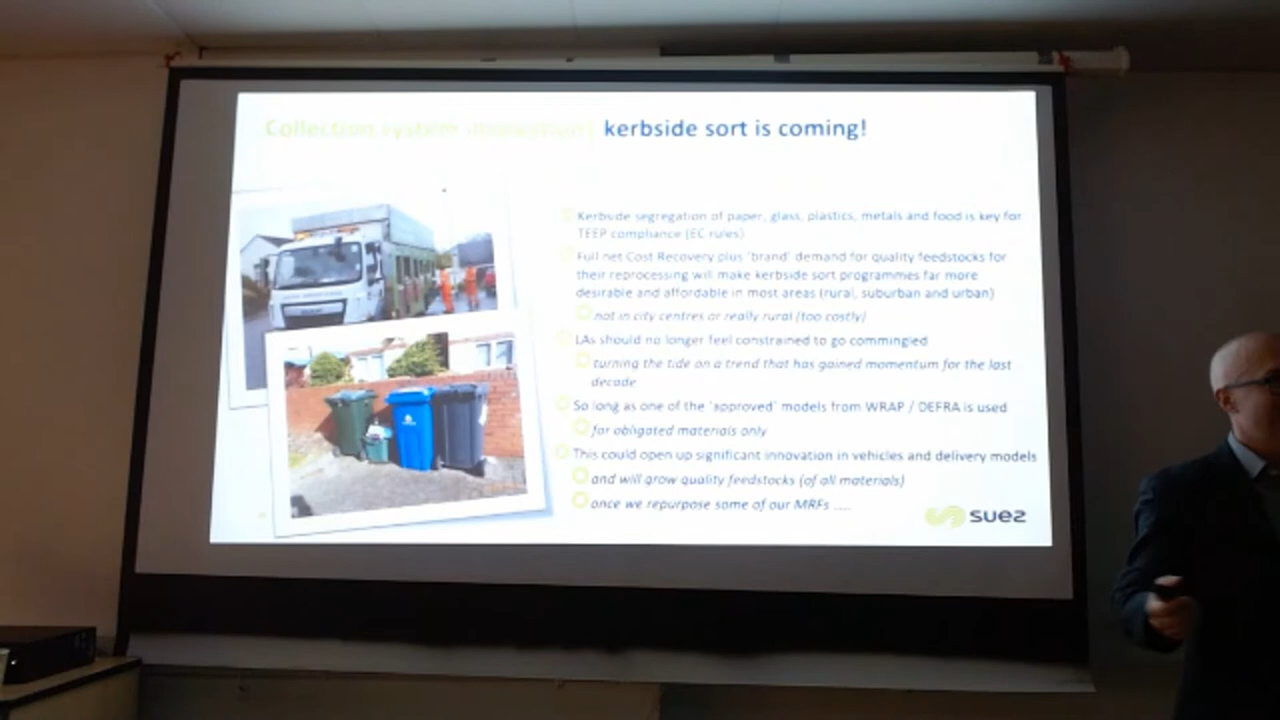 Collection system innovation | kerbside sort is coming!
Kerbside segregation of paper, glass, plastics, metals and food is key for
TEEP compliance (EC rules)
Full net Cost Recovery plus 'brand' demand for quality feedstocks for
their reprocessing will make kerbside sort programmes far more
desirable and affordable in most areas (rural, suburban and urban)
not in city centres or really rural (too costly)
LAs should no longer feel constrained to go commingled
turning the tide on a trend that has gained momentum for the last
decade
So long as one of the 'approved' models from WRAP / DEFRA is used
for obligated materials only
This could open up significant innovation in vehicles and delivery models
and will grow quality feedstocks (of all materials)
once we repurpose some of our MRFs ....
suez